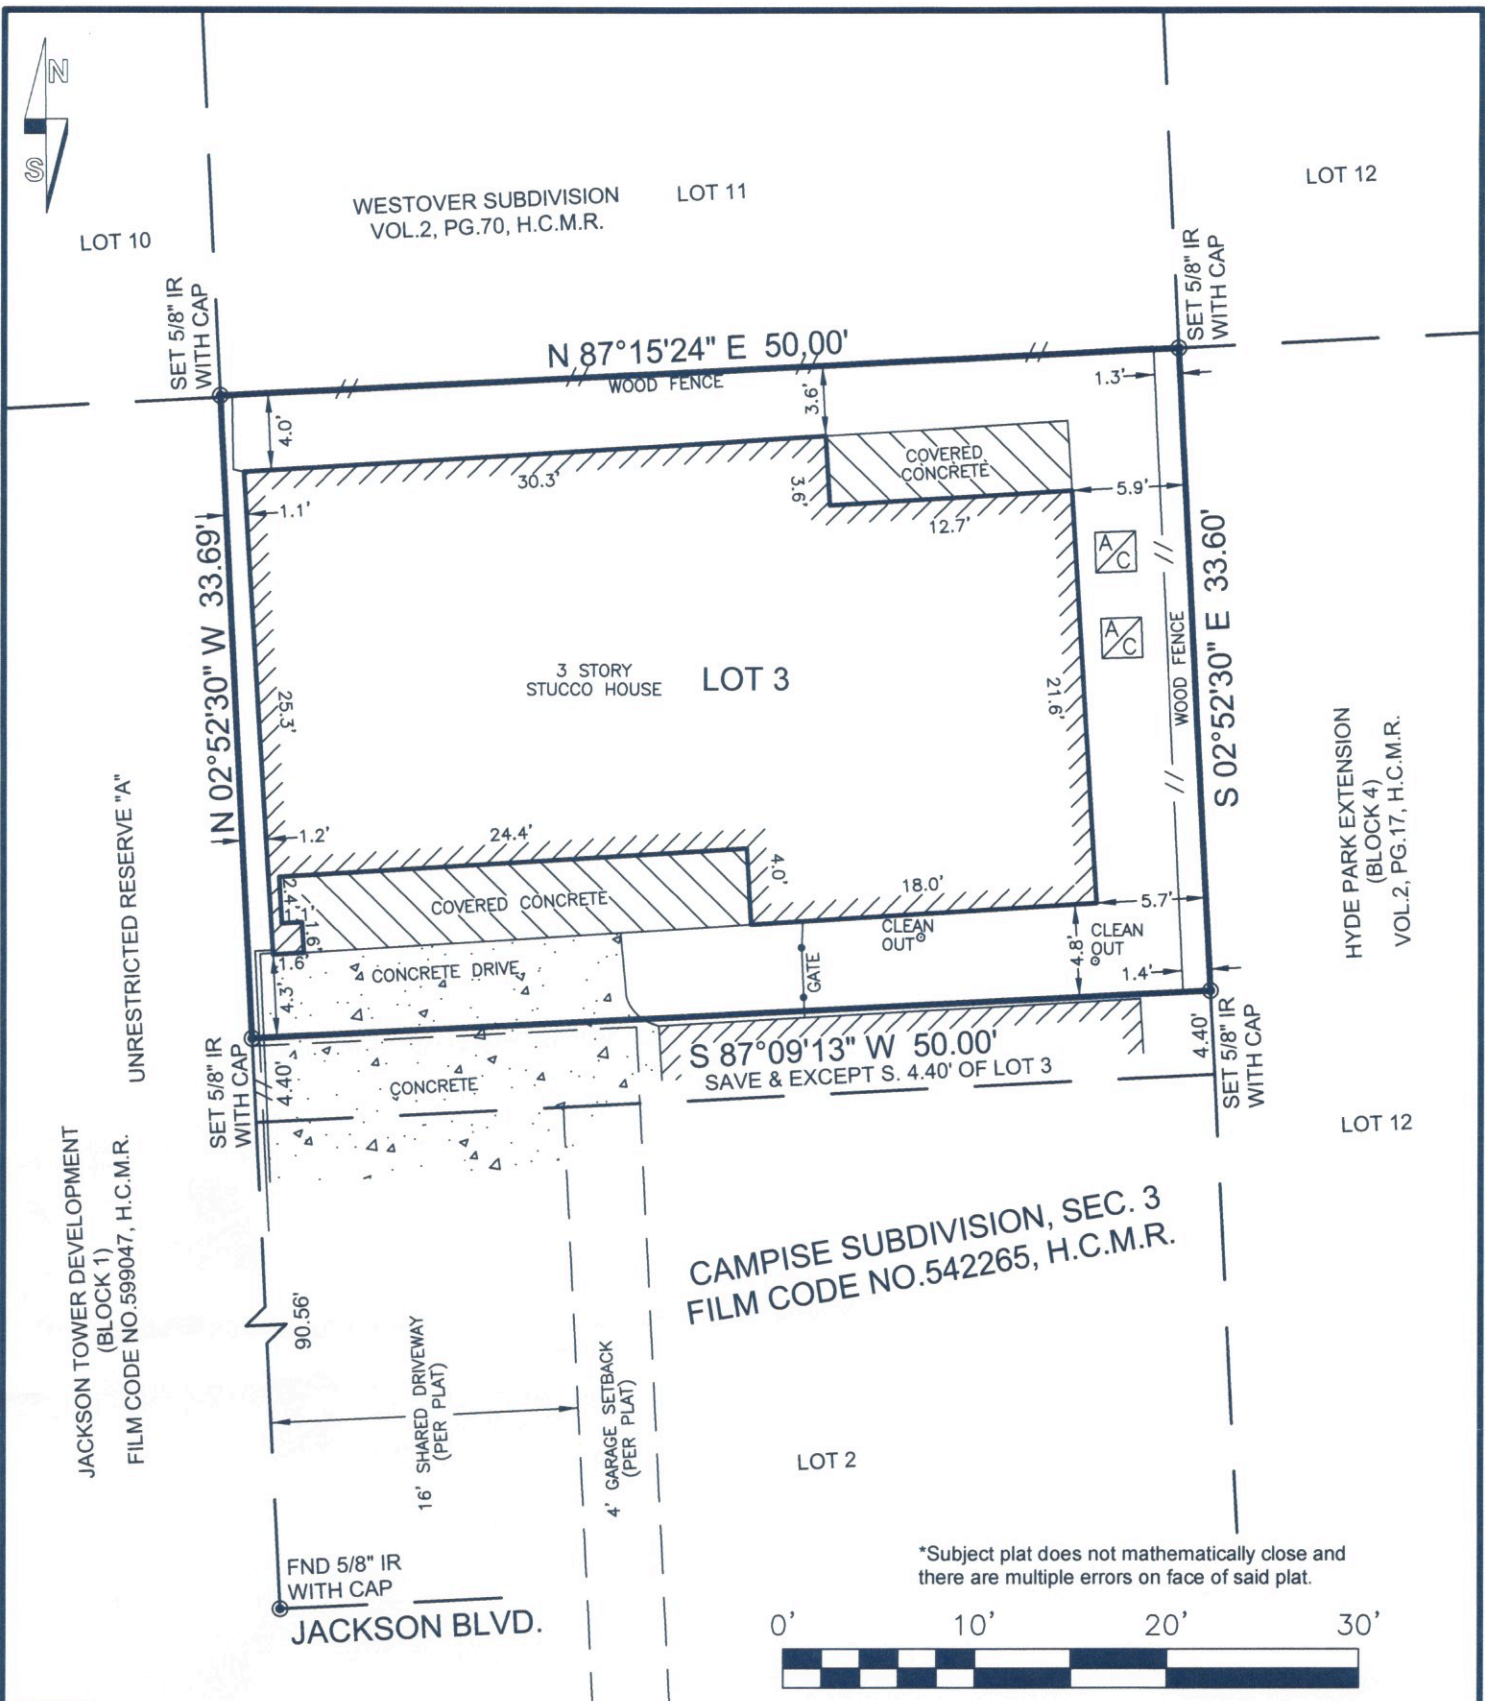 N
S
LOT 10
WESTOVER SUBDIVISION
VOL.2, PG.70, H.C.M.R.
LOT 11
LOT 12
SET 5/8" IR
WITH CAP
SET 5/8" IR
WITH CAP
N 87°15'24" E 50.00'
WOOD FENCE
1.3'
4.0'
3.6'
COVERED
CONCRETE
30.3'
3.6'
5.9'
1.1'
12.7'
A/C
A/C
N 02°52'30" W 33.69'
S 02°52'30" E 33.60'
WOOD FENCE
3 STORY
STUCCO HOUSE
LOT 3
25.3'
21.6'
1.2'
24.4'
4.0'
2.4'
1.1'
1.6'
1.6'
COVERED CONCRETE
18.0'
5.7'
CLEAN
OUT
CLEAN
OUT
4.8'
1.4'
GATE
CONCRETE DRIVE
4.3'
UNRESTRICTED RESERVE "A"
HYDE PARK EXTENSION
(BLOCK 4)
VOL.2, PG.17, H.C.M.R.
SET 5/8" IR
WITH CAP
4.40'
CONCRETE
S 87°09'13" W 50.00'
SAVE & EXCEPT S. 4.40' OF LOT 3
4.40'
SET 5/8" IR
WITH CAP
LOT 12
JACKSON TOWER DEVELOPMENT
(BLOCK 1)
FILM CODE NO.599047, H.C.M.R.
CAMPISE SUBDIVISION, SEC. 3
FILM CODE NO.542265, H.C.M.R.
90.56'
16' SHARED DRIVEWAY
(PER PLAT)
4' GARAGE SETBACK
(PER PLAT)
LOT 2
FND 5/8" IR
WITH CAP
JACKSON BLVD.
*Subject plat does not mathematically close and
there are multiple errors on face of said plat.
0' 10' 20' 30'